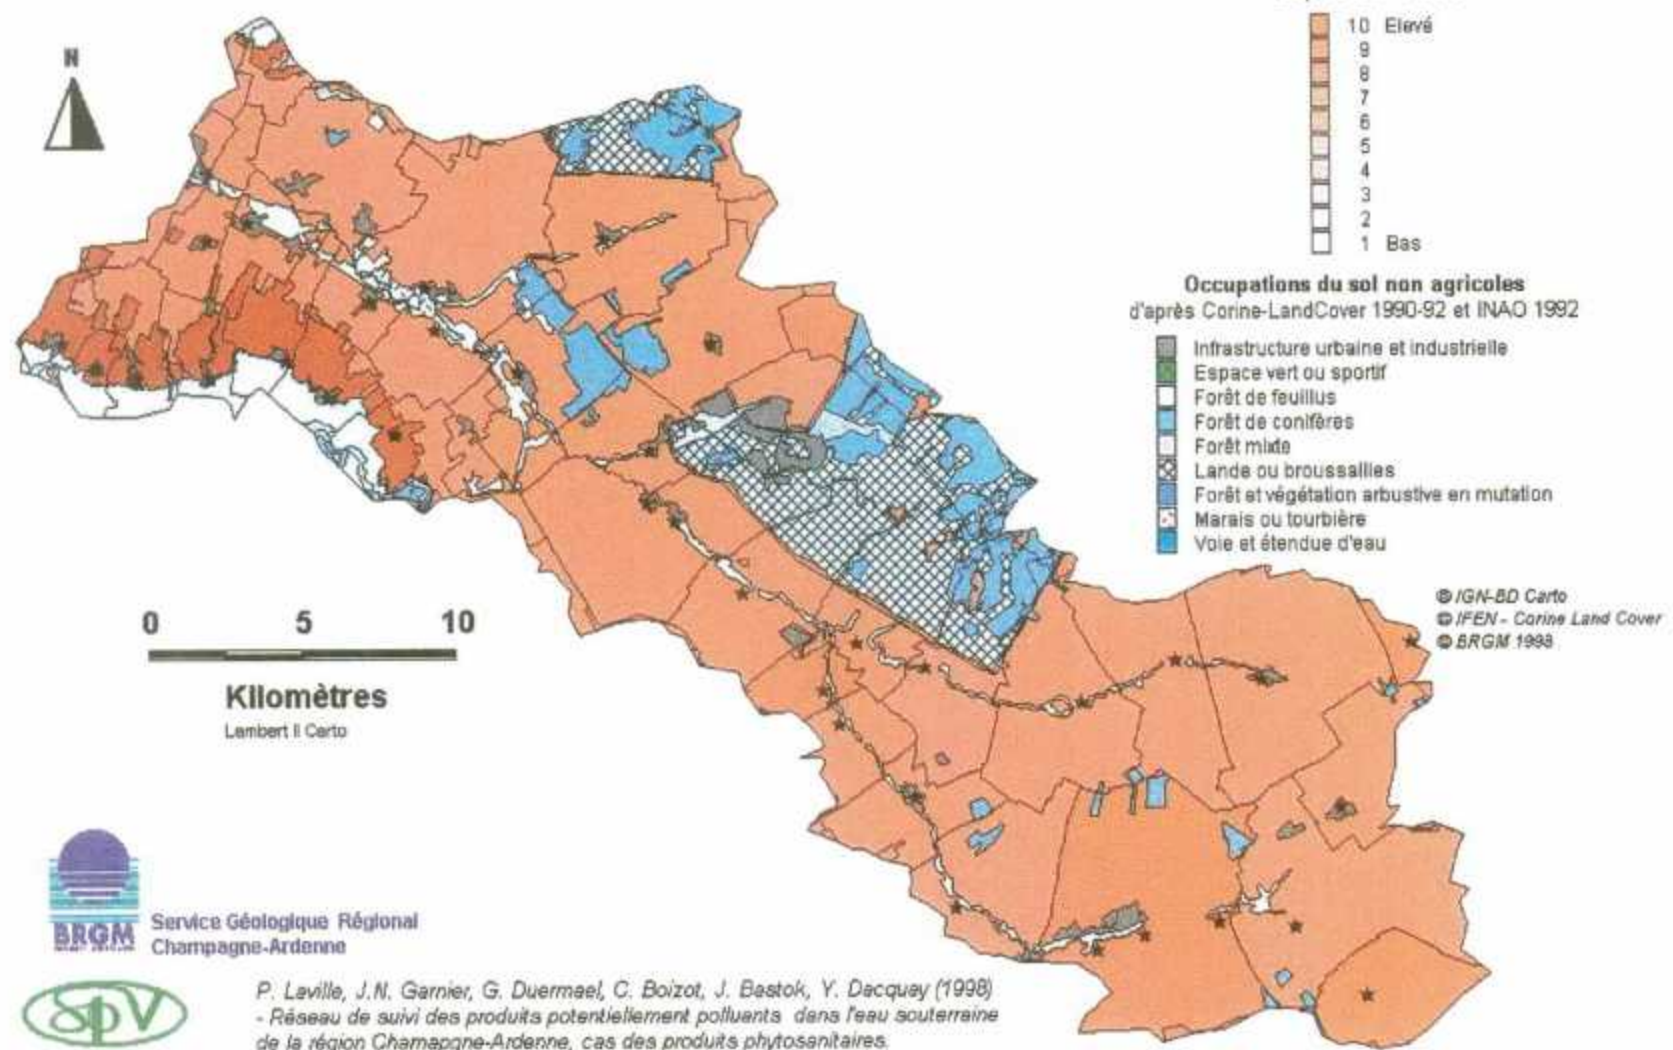 N
10 Elevé
9
8
7
6
5
4
3
2
1 Bas
Occupations du sol non agricoles
d'après Corine-LandCover 1990-92 et INAO 1992
Infrastructure urbaine et industrielle
Espace vert ou sportif
Forêt de feuillus
Forêt de conifères
Forêt mixte
Lande ou broussailles
Forêt et végétation arbustive en mutation
Marais ou tourbière
Voie et étendue d'eau
© IGN-BD Carto
© IFEN - Corine Land Cover
© BRGM 1998
0 5 10
Kilomètres
Lambert II Carto
BRGM
Service Géologique Régional
Champagne-Ardenne
SPV
P. Laville, J.N. Garnier, G. Duermael, C. Boizot, J. Bastok, Y. Dacquay (1998)
- Réseau de suivi des produits potentiellement polluants dans l'eau souterraine
de la région Chamapgne-Ardenne, cas des produits phytosanitaires.